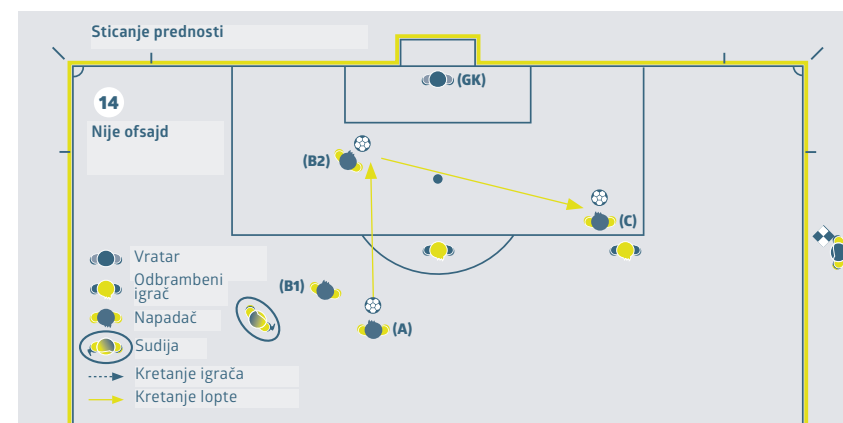 Sticanje prednosti
(GK)
14
Nije ofsajd
(B2)
(C)
Vratar
Odbrambeni
igrač
(B1)
Napadač
(A)
Sudija
Kretanje igrača
Kretanje lopte